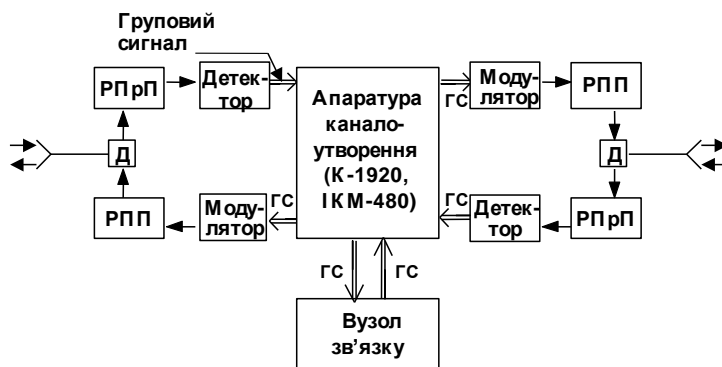 Груповий
сигнал
РПрП
Детек-
тор
Апаратура
канало-
утворення
(К-1920,
ІКМ-480)
ГС
Моду-
лятор
РПП
Д
Д
РПП
Моду-
лятор
ГС
ГС
Детек-
тор
РПрП
ГС
ГС
Вузол
зв'язку